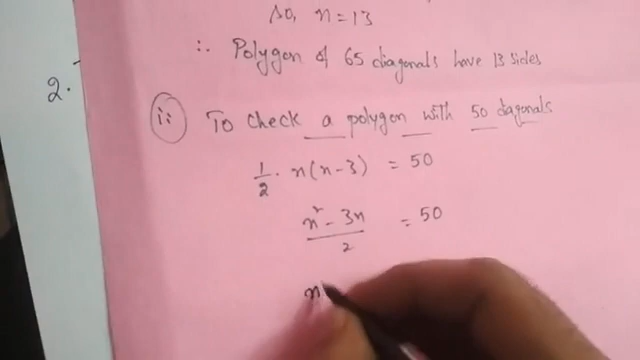 So, n = 13
∴ Polygon of 65 diagonals have 13 sides
2.
ii To check a polygon with 50 dagonals
1/2 · n(n-3) = 50
n² - 3n / 2 = 50
n